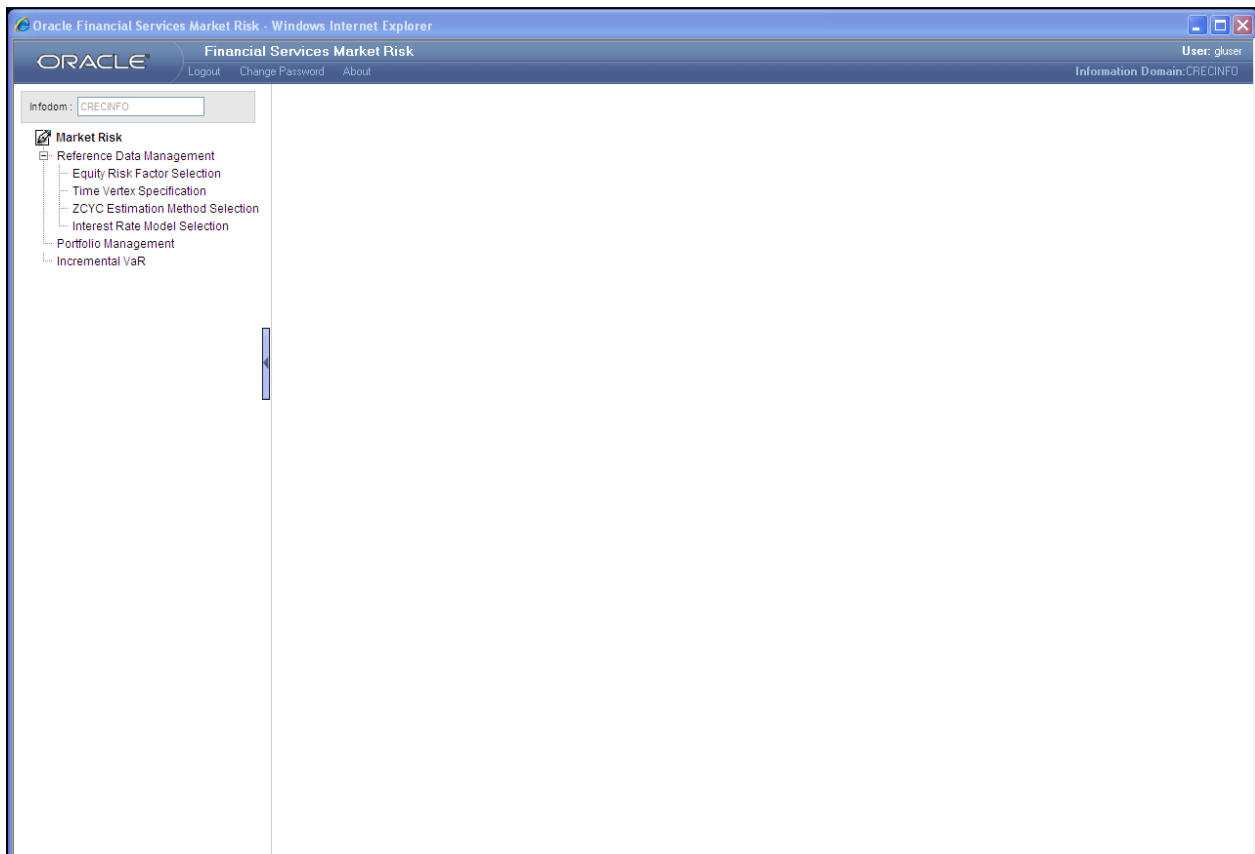 Oracle Financial Services Market Risk - Windows Internet Explorer
ORACLE
Financial Services Market Risk
User: gluser
Logout Change Password About
Information Domain:CRECINFO
Infodom : CRECINFO
Market Risk
Reference Data Management
Equity Risk Factor Selection
Time Vertex Specification
ZCYC Estimation Method Selection
Interest Rate Model Selection
Portfolio Management
Incremental VaR